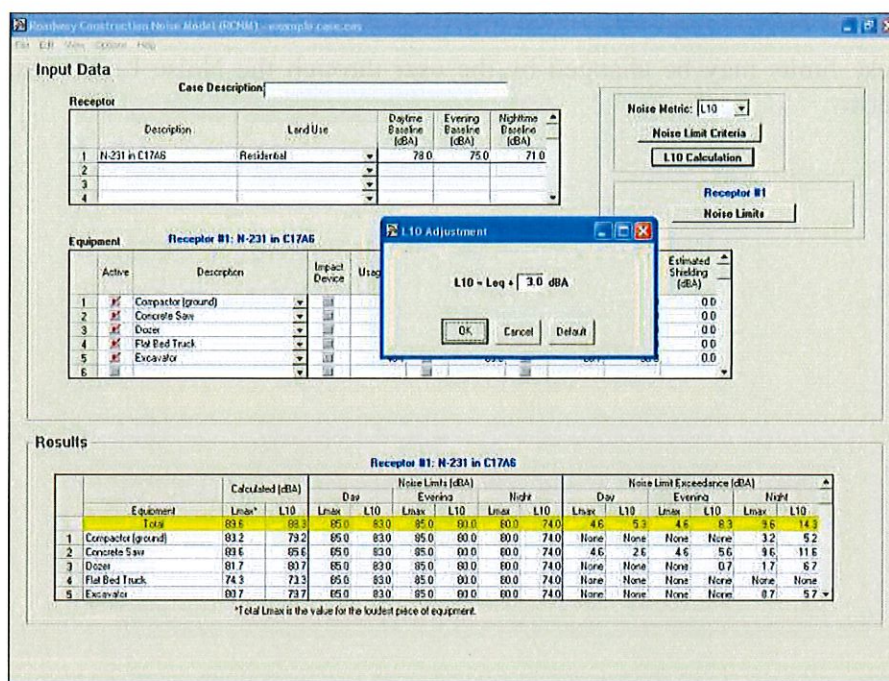 Roadway Construction Noise Model (RCNM) - example case.cas
File Edit View Options Help
Input Data
Case Description:
Receptor
Description Land Use Daytime Baseline (dBA) Evening Baseline (dBA) Nighttime Baseline (dBA)
1 N-231 in C17A6 Residential 78.0 75.0 71.0
2
3
4
Noise Metric: L10
Noise Limit Criteria
L10 Calculation
Receptor #1
Noise Limits
Equipment Receptor #1: N-231 in C17A6
Active Description Impact Device Estimated Shielding (dBA)
1 Compactor (ground) 0.0
2 Concrete Saw 0.0
3 Dozer 0.0
4 Flat Bed Truck 0.0
5 Excavator 0.0
6
L10 Adjustment
L10 = Leq + 3.0 dBA
OK Cancel Default
Results
Receptor #1: N-231 in C17A6
Calculated (dBA) Noise Limits (dBA) Noise Limit Exceedance (dBA)
Day Evening Night Day Evening Night
Equipment Lmax* L10 Lmax L10 Lmax L10 Lmax L10 Lmax L10 Lmax L10 Lmax L10
Total 89.6 88.3 85.0 83.0 85.0 80.0 80.0 74.0 4.6 5.3 4.6 8.3 9.6 14.3
1 Compactor (ground) 83.2 79.2 85.0 83.0 85.0 80.0 80.0 74.0 None None None None 3.2 5.2
2 Concrete Saw 89.6 85.6 85.0 83.0 85.0 80.0 80.0 74.0 4.6 2.6 4.6 5.6 9.6 11.6
3 Dozer 81.7 80.7 85.0 83.0 85.0 80.0 80.0 74.0 None None None 0.7 1.7 6.7
4 Flat Bed Truck 74.3 73.3 85.0 83.0 85.0 80.0 80.0 74.0 None None None None None None
5 Excavator 80.7 79.7 85.0 83.0 85.0 80.0 80.0 74.0 None None None None 0.7 5.7
*Total Lmax is the value for the loudest piece of equipment.